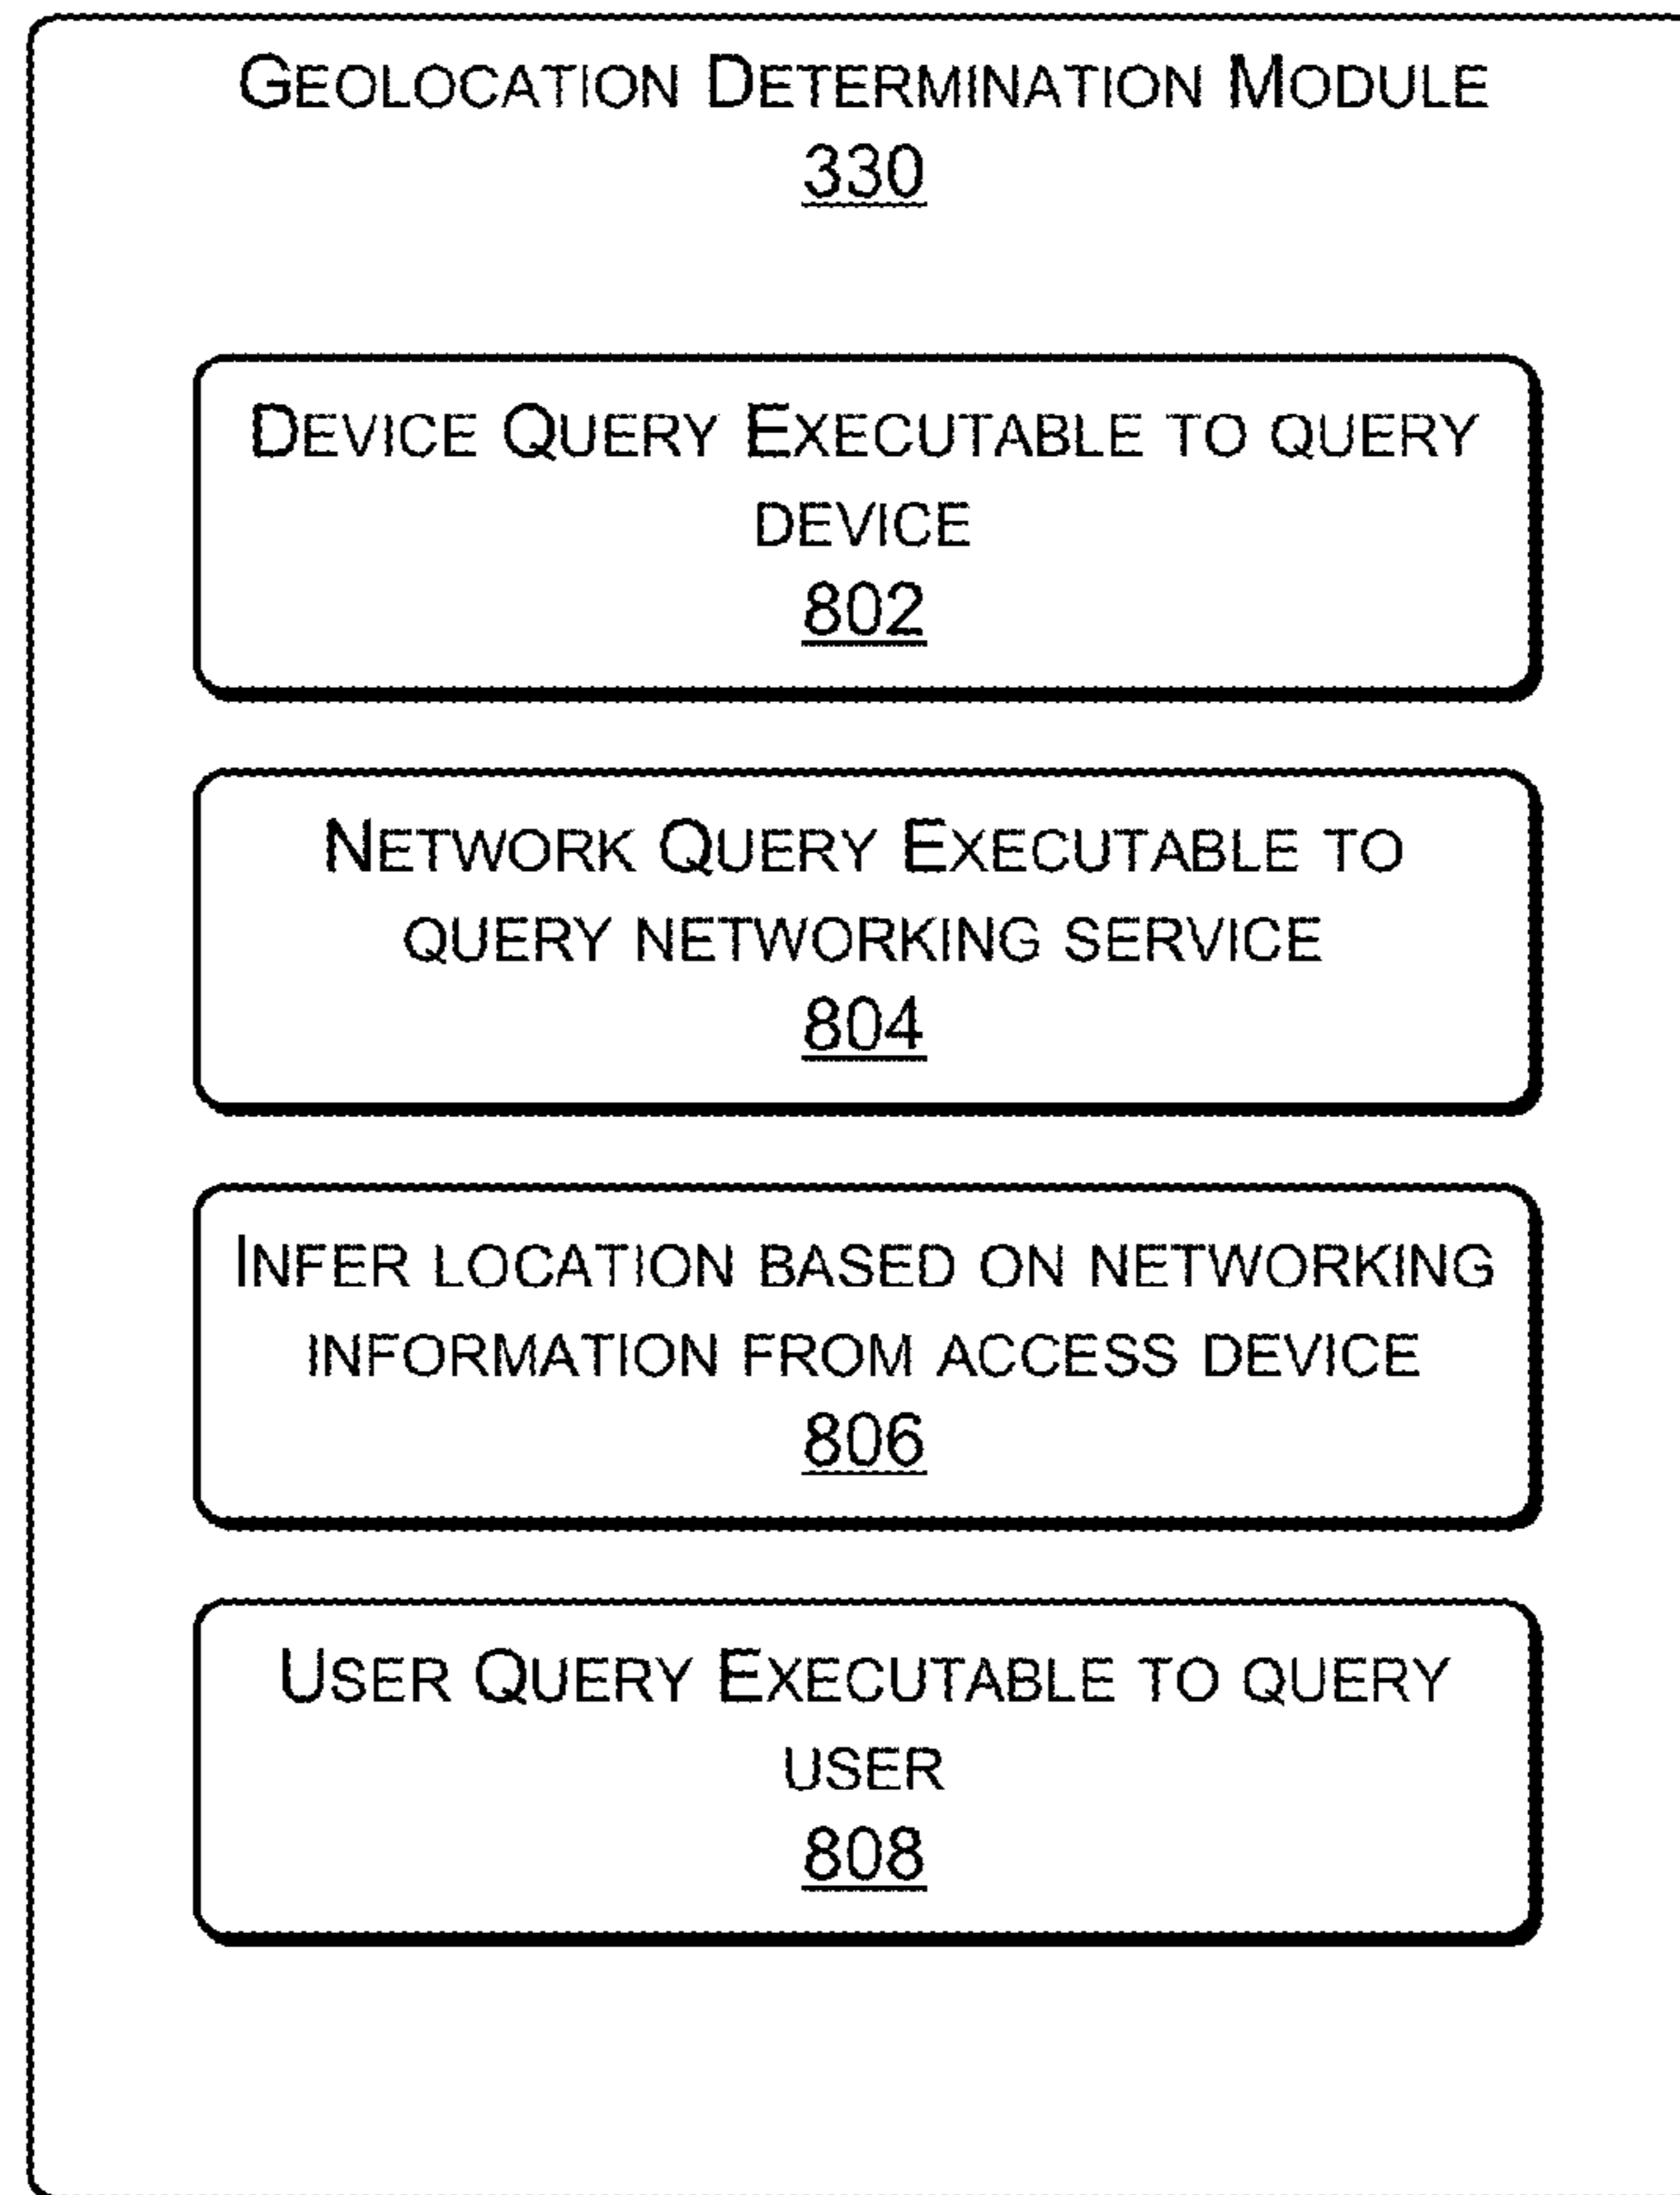 GEOLOCATION DETERMINATION MODULE
330
DEVICE QUERY EXECUTABLE TO QUERY
DEVICE
802
NETWORK QUERY EXECUTABLE TO
QUERY NETWORKING SERVICE
804
INFER LOCATION BASED ON NETWORKING
INFORMATION FROM ACCESS DEVICE
806
USER QUERY EXECUTABLE TO QUERY
USER
808